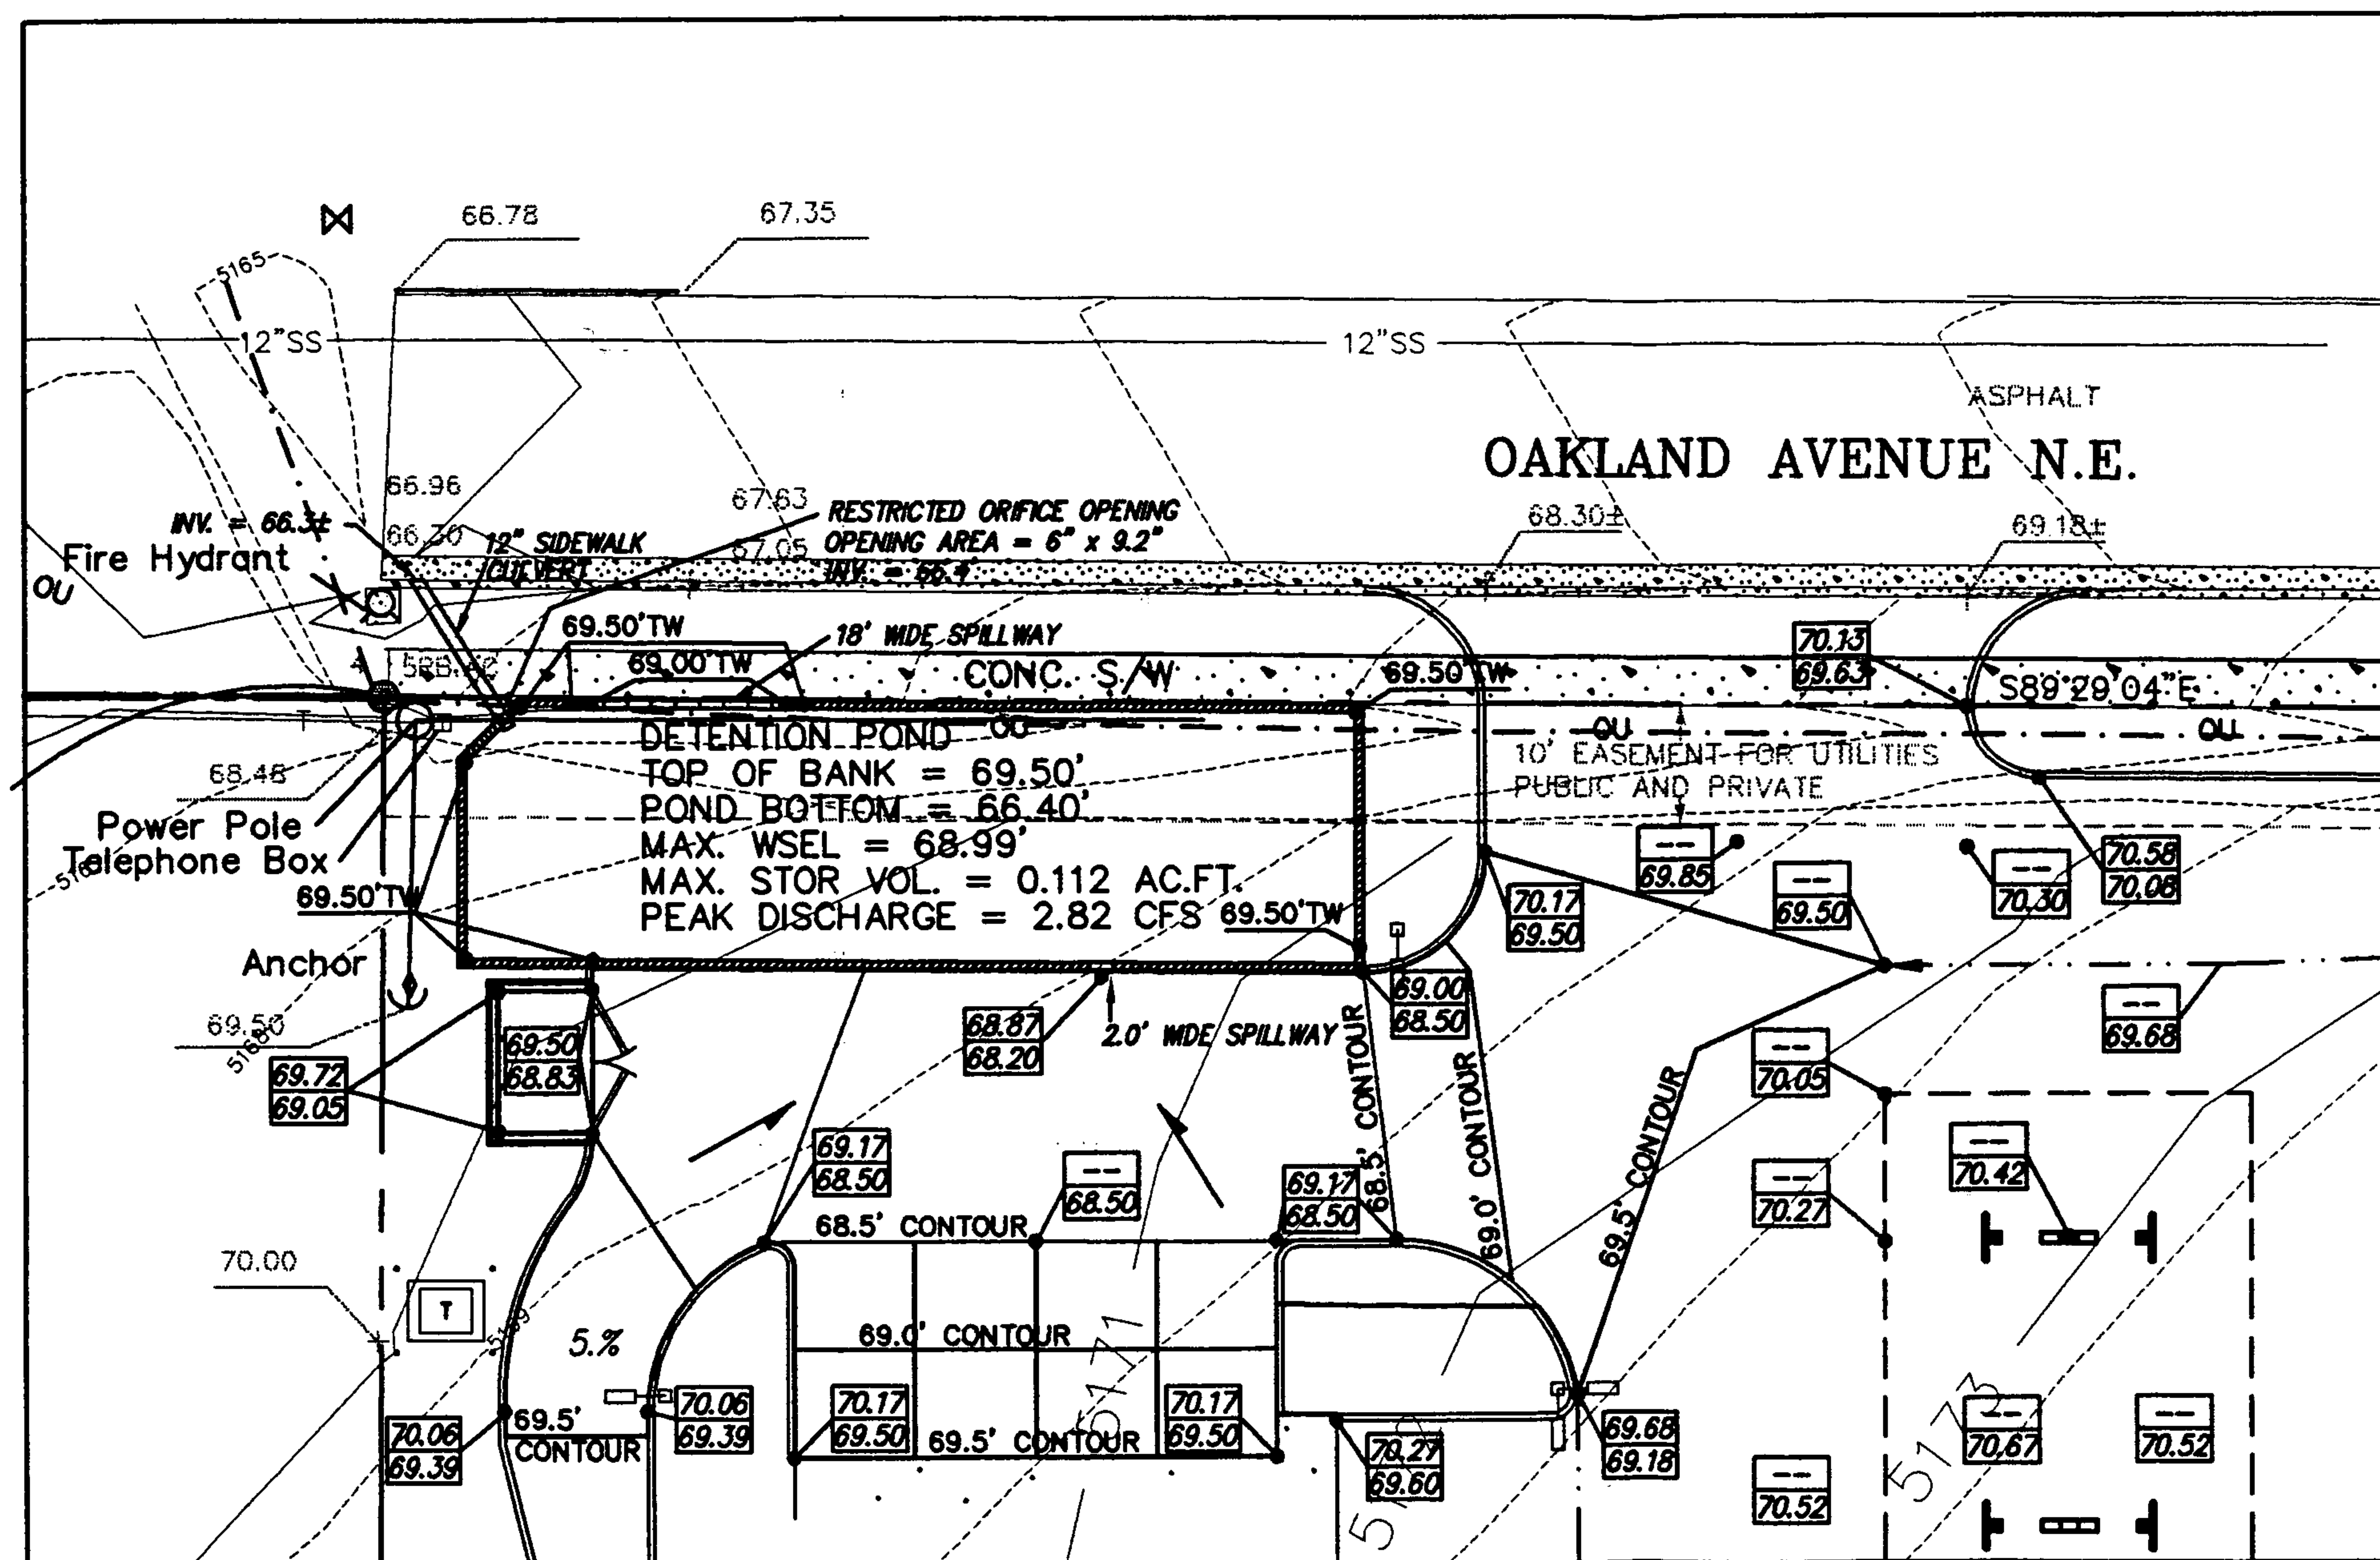 66.78
67.35
5165
12"SS
12"SS
ASPHALT
OAKLAND AVENUE N.E.
66.96
67.63
RESTRICTED ORIFICE OPENING
OPENING AREA = 6" x 9.2"
INV. = 66.4'
INV. = 66.3±
66.30
67.05
68.30±
69.18±
Fire Hydrant
12" SIDEWALK
CULVERT
OU
69.50'TW
18' WIDE SPILLWAY
69.00'TW
CONC. S/W
69.50'TW
70.13
69.63
S89°29'04"E
T
OU
OU
OU
DETENTION POND
TOP OF BANK = 69.50'
POND BOTTOM = 66.40'
MAX. WSEL = 68.99'
MAX. STOR VOL. = 0.112 AC.FT.
PEAK DISCHARGE = 2.82 CFS
10' EASEMENT FOR UTILITIES
PUBLIC AND PRIVATE
68.46
Power Pole
Telephone Box
69.50'TW
69.50'TW
Anchor
--
69.85
--
69.50
--
70.30
70.58
70.08
70.17
69.50
69.00
68.50
--
69.68
69.50
5168
69.72
69.05
69.50
68.83
68.87
68.20
2.0' WIDE SPILLWAY
68.5' CONTOUR
69.0' CONTOUR
69.5' CONTOUR
--
70.05
--
70.42
--
70.27
69.17
68.50
--
68.50
69.17
68.50
68.5' CONTOUR
70.00
T
5169
5.%
69.0' CONTOUR
5171
70.06
69.39
69.5'
CONTOUR
70.06
69.39
70.17
69.50
69.5' CONTOUR
70.17
69.50
70.27
69.60
69.68
69.18
--
70.52
5173
--
70.67
--
70.52